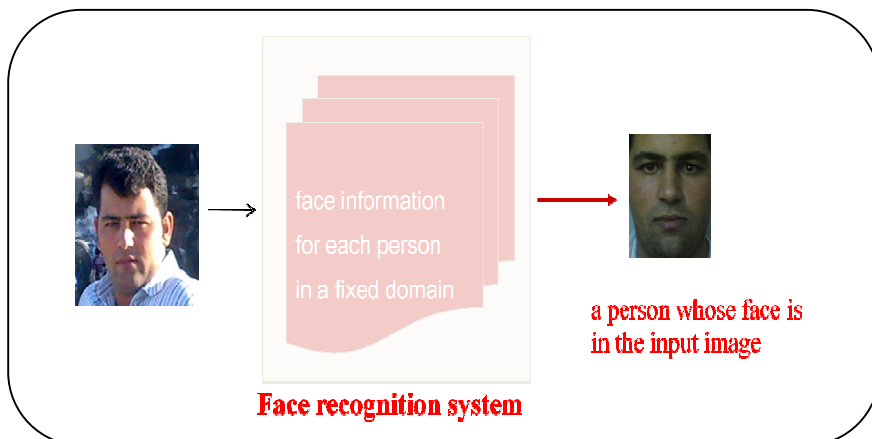 face information
for each person
in a fixed domain
Face recognition system
a person whose face is
in the input image